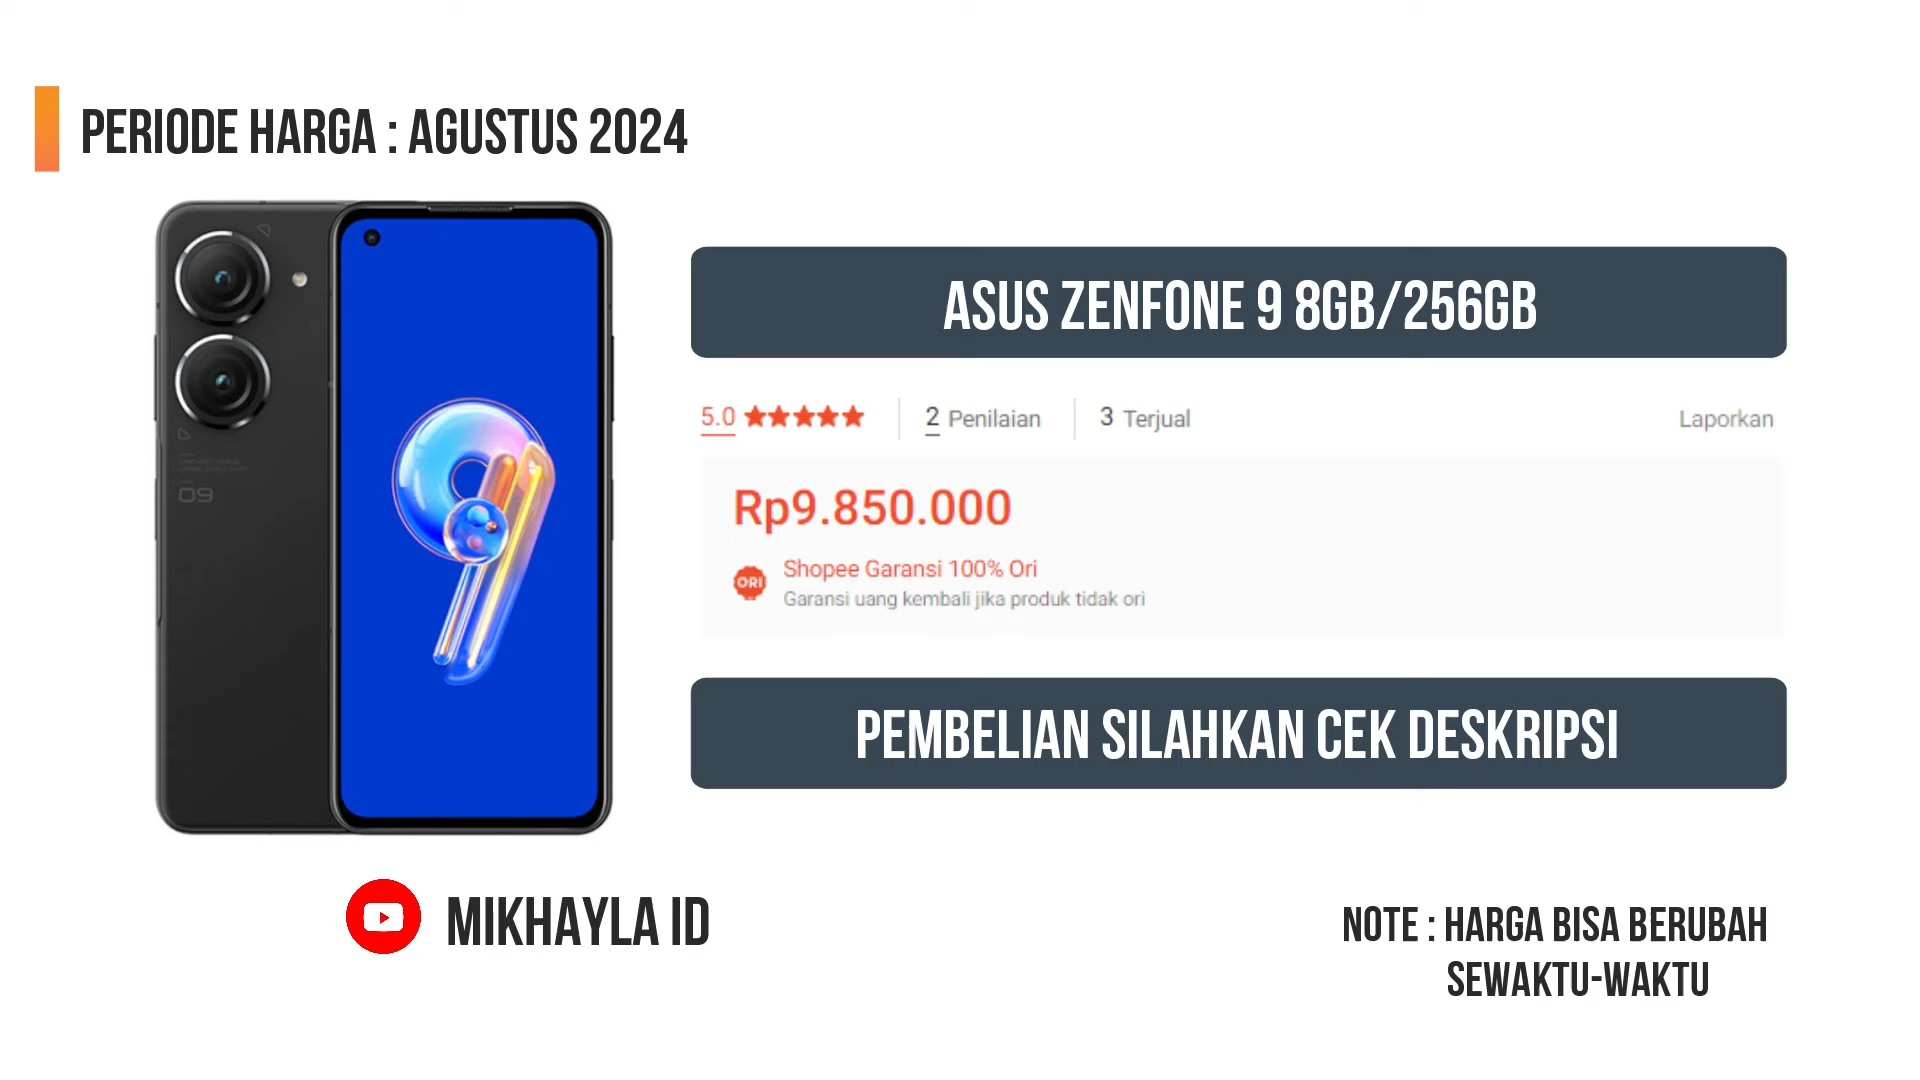 PERIODE HARGA : AGUSTUS 2024
09
ASUS ZENFONE 9 8GB/256GB
5.0 2 Penilaian 3 Terjual Laporkan
Rp9.850.000
ORI
Shopee Garansi 100% Ori
Garansi uang kembali jika produk tidak ori
PEMBELIAN SILAHKAN CEK DESKRIPSI
MIKHAYLA ID
NOTE : HARGA BISA BERUBAH
SEWAKTU-WAKTU